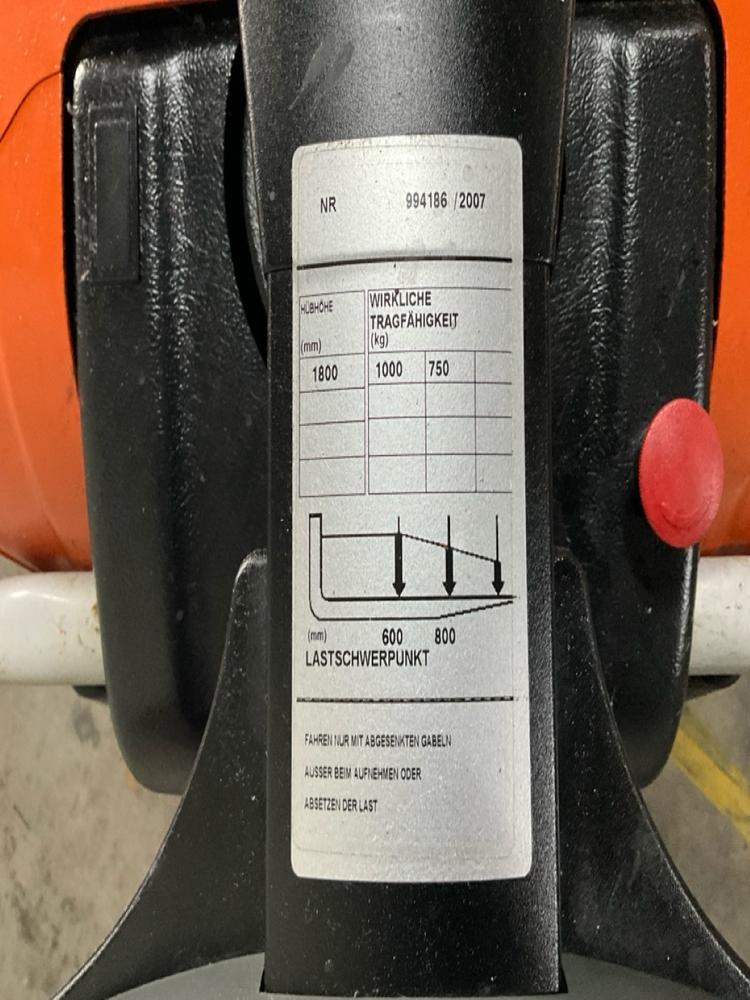 NR 994186 / 2007
HÜBHÖHE
(mm)
WIRKLICHE
TRAGFÄHIGKEIT
(kg)
1800 1000 750
(mm) 600 800
LASTSCHWERPUNKT
FAHREN NUR MIT ABGESENKTEN GABELN
AUSSER BEIM AUFNEHMEN ODER
ABSETZEN DER LAST